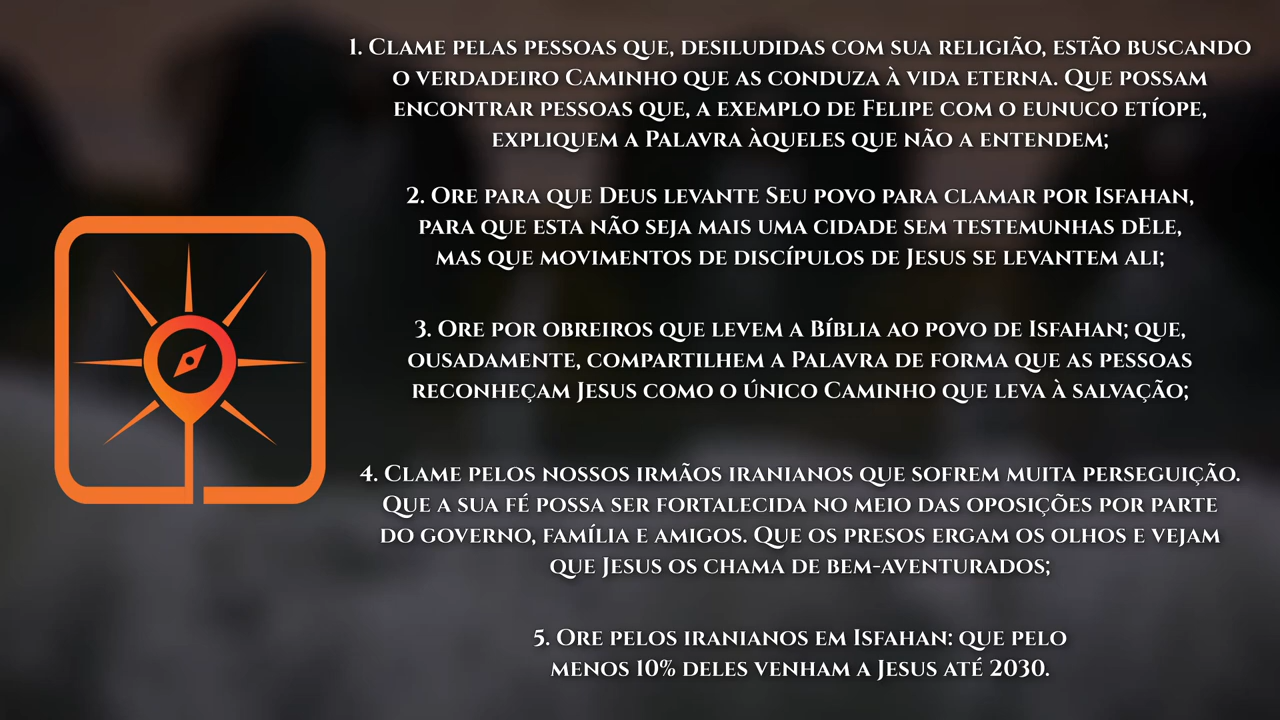 1. Clame pelas pessoas que, desiludidas com sua religião, estão buscando
o verdadeiro Caminho que as conduza à vida eterna. Que possam
encontrar pessoas que, a exemplo de Felipe com o eunuco etíope,
expliquem a Palavra àqueles que não a entendem;
2. Ore para que Deus levante Seu povo para clamar por Isfahan,
para que esta não seja mais uma cidade sem testemunhas dEle,
mas que movimentos de discípulos de Jesus se levantem ali;
3. Ore por obreiros que levem a Bíblia ao povo de Isfahan; que,
ousadamente, compartilhem a Palavra de forma que as pessoas
reconheçam Jesus como o único Caminho que leva à salvação;
4. Clame pelos nossos irmãos iranianos que sofrem muita perseguição.
Que a sua fé possa ser fortalecida no meio das oposições por parte
do governo, família e amigos. Que os presos ergam os olhos e vejam
que Jesus os chama de bem-aventurados;
5. Ore pelos iranianos em Isfahan: que pelo
menos 10% deles venham a Jesus até 2030.